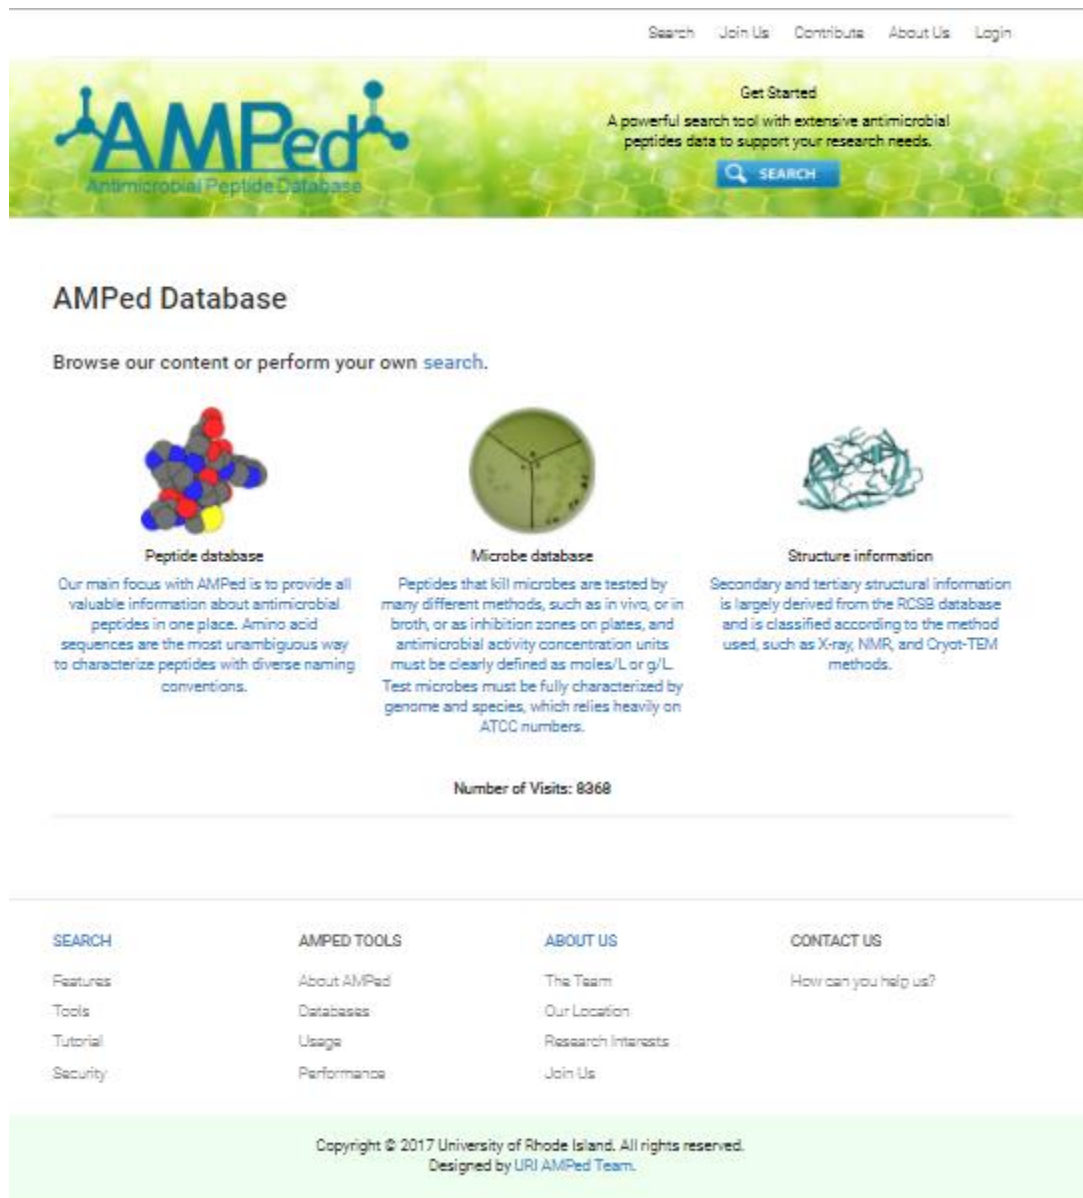 Search Join Us Contribute About Us Login
AMPed
Antimicrobial Peptide Database
Get Started
A powerful search tool with extensive antimicrobial
peptides data to support your research needs.
SEARCH
AMPed Database
Browse our content or perform your own search.
Peptide database
Our main focus with AMPed is to provide all
valuable information about antimicrobial
peptides in one place. Amino acid
sequences are the most unambiguous way
to characterize peptides with diverse naming
conventions.
Microbe database
Peptides that kill microbes are tested by
many different methods, such as in vivo, or in
broth, or as inhibition zones on plates, and
antimicrobial activity concentration units
must be clearly defined as moles/L or g/L.
Test microbes must be fully characterized by
genome and species, which relies heavily on
ATCC numbers.
Structure information
Secondary and tertiary structural information
is largely derived from the RCSB database
and is classified according to the method
used, such as X-ray, NMR, and Cryot-TEM
methods.
Number of Visits: 8368
SEARCH
Features
Tools
Tutorial
Security
AMPED TOOLS
About AMPed
Databases
Usage
Performance
ABOUT US
The Team
Our Location
Research Interests
Join Us
CONTACT US
How can you help us?
Copyright © 2017 University of Rhode Island. All rights reserved.
Designed by URI AMPed Team.